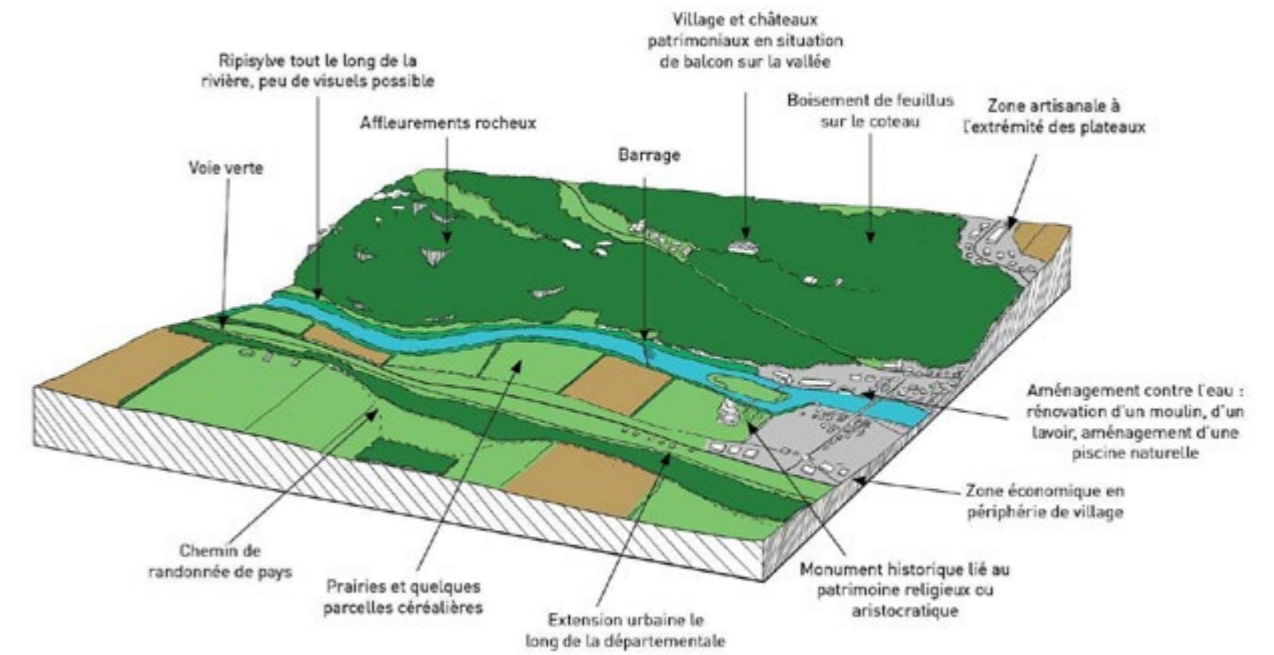 Village et châteaux
patrimoniaux en situation
de balcon sur la vallée
Ripisylve tout le long de la
rivière, peu de visuels possible
Boisement de feuillus
sur le coteau
Zone artisanale à
l'extrémité des plateaux
Affleurements rocheux
Barrage
Voie verte
Aménagement contre l'eau :
rénovation d'un moulin, d'un
lavoir, aménagement d'une
piscine naturelle
Zone économique en
périphérie de village
Chemin de
randonnée de pays
Prairies et quelques
parcelles céréalières
Monument historique lié au
patrimoine religieux ou
aristocratique
Extension urbaine le
long de la départementale